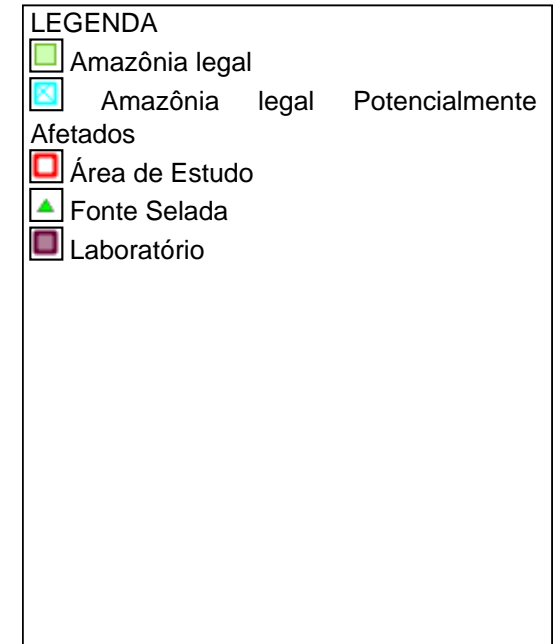 LEGENDA
Amazônia legal
Amazônia legal Potencialmente
Afetados
Área de Estudo
Fonte Selada
Laboratório